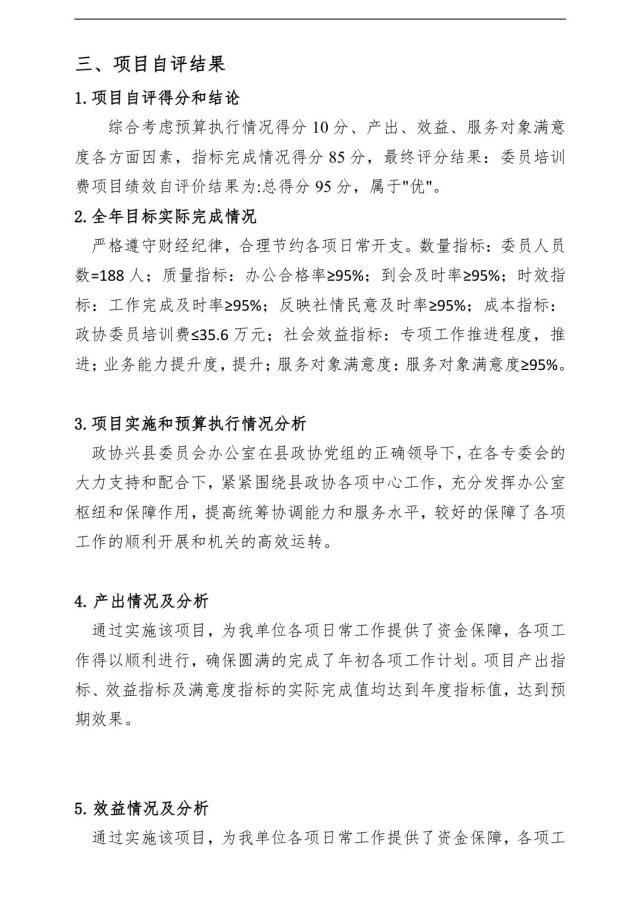 三、项目自评结果
1.项目自评得分和结论
综合考虑预算执行情况得分 10 分、产出、效益、服务对象满意
度各方面因素，指标完成情况得分 85 分，最终评分结果：委员培训
费项目绩效自评价结果为:总得分 95 分，属于"优"。
2.全年目标实际完成情况
严格遵守财经纪律，合理节约各项日常开支。数量指标：委员人员
数=188 人；质量指标：办公合格率≥95%；到会及时率≥95%；时效指
标：工作完成及时率≥95%；反映社情民意及时率≥95%；成本指标：
政协委员培训费≤35.6 万元；社会效益指标：专项工作推进程度，推
进；业务能力提升度，提升；服务对象满意度：服务对象满意度≥95%。
3.项目实施和预算执行情况分析
政协兴县委员会办公室在县政协党组的正确领导下，在各专委会的
大力支持和配合下，紧紧围绕县政协各项中心工作，充分发挥办公室
枢纽和保障作用，提高统筹协调能力和服务水平，较好的保障了各项
工作的顺利开展和机关的高效运转。
4.产出情况及分析
通过实施该项目，为我单位各项日常工作提供了资金保障，各项工
作得以顺利进行，确保圆满的完成了年初各项工作计划。项目产出指
标、效益指标及满意度指标的实际完成值均达到年度指标值，达到预
期效果。
5.效益情况及分析
通过实施该项目，为我单位各项日常工作提供了资金保障，各项工